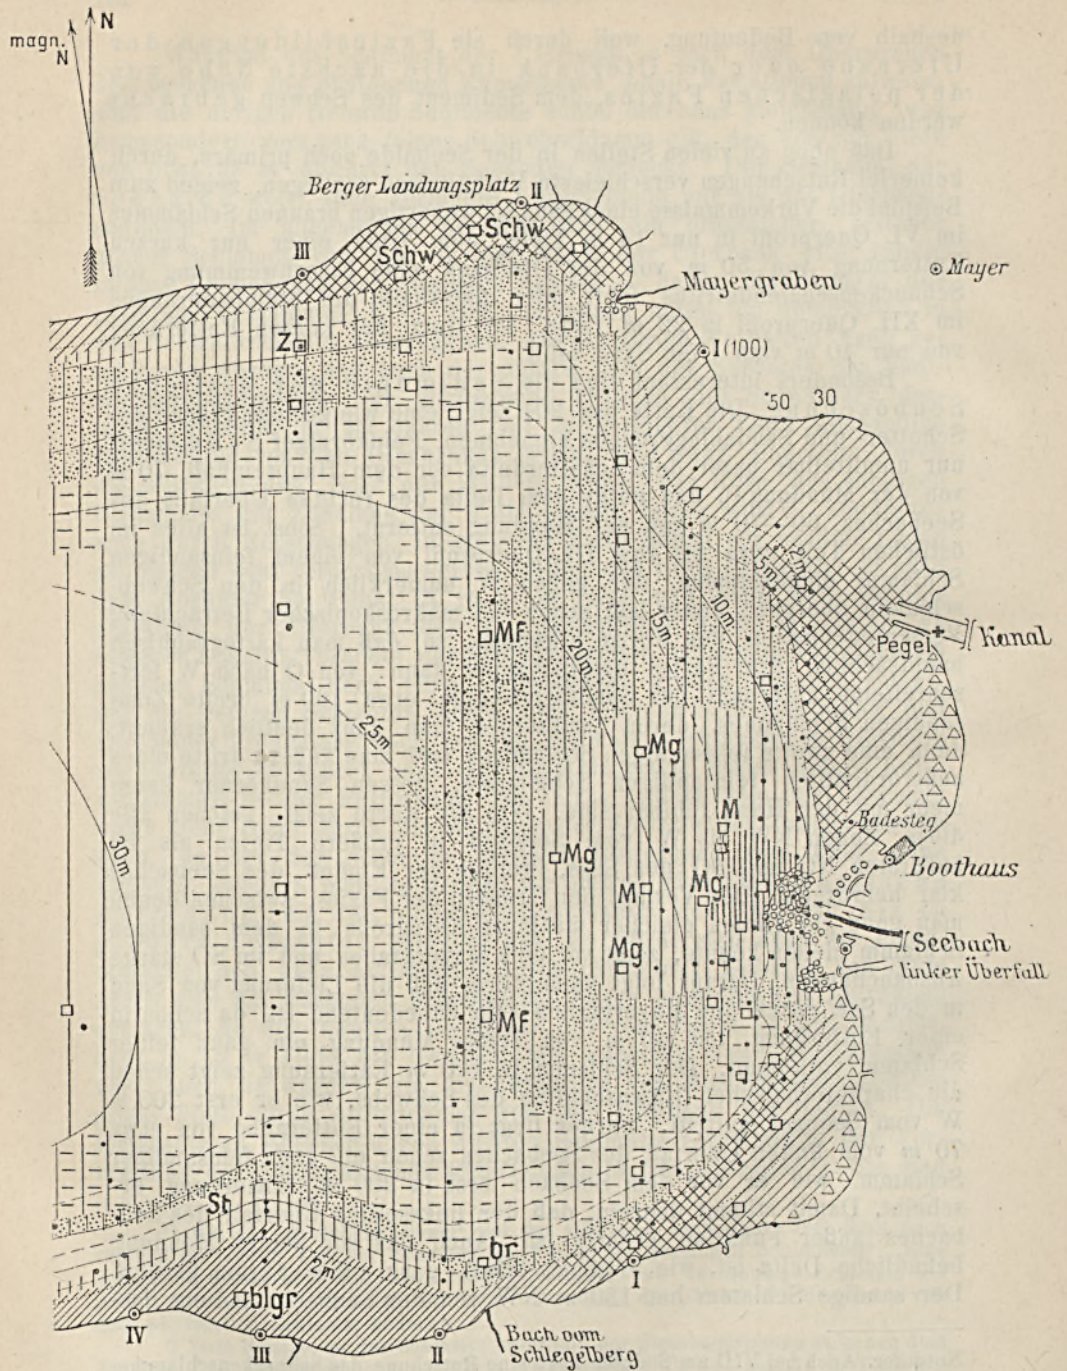 N
magn.
N
Berger Landungsplatz II
Schw
Schw
III
Mayer
Mayergraben
I (100)
Z
50 30
2m
5m
10m
15m
20m
25m
30m
MF
Kanal
Pegel
Mg
M
Badesteg
Boothaus
Mg
M
Mg
Seebach
linker Überfall
Mg
MF
St
br
2m
blgr
I
IV
III
II
Bach vom
Schlegelberg